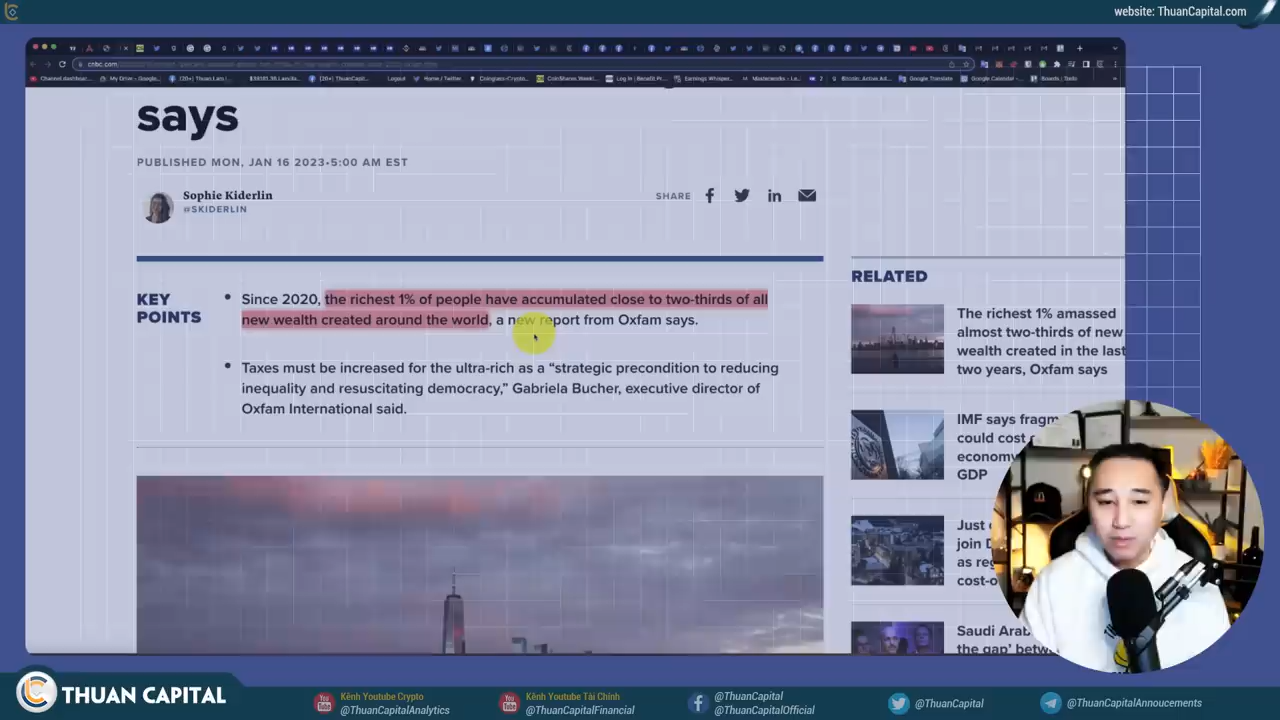 website: ThuanCapital.com
says
PUBLISHED MON, JAN 16 2023•5:00 AM EST
Sophie Kiderlin
@SKIDERLIN
SHARE
KEY
POINTS
• Since 2020, the richest 1% of people have accumulated close to two-thirds of all
new wealth created around the world, a new report from Oxfam says.
• Taxes must be increased for the ultra-rich as a “strategic precondition to reducing
inequality and resuscitating democracy,” Gabriela Bucher, executive director of
Oxfam International said.
RELATED
The richest 1% amassed
almost two-thirds of new
wealth created in the last
two years, Oxfam says
IMF says
could cost
economy
GDP
Just
join
as
Saudi
the gap’
THUAN CAPITAL
Kênh Youtube Crypto
@ThuanCapitalAnalytics
Kênh Youtube Tài Chính
@ThuanCapitalFinancial
@ThuanCapital
@ThuanCapitalOfficial
@ThuanCapital
@ThuanCapitalAnnoucements